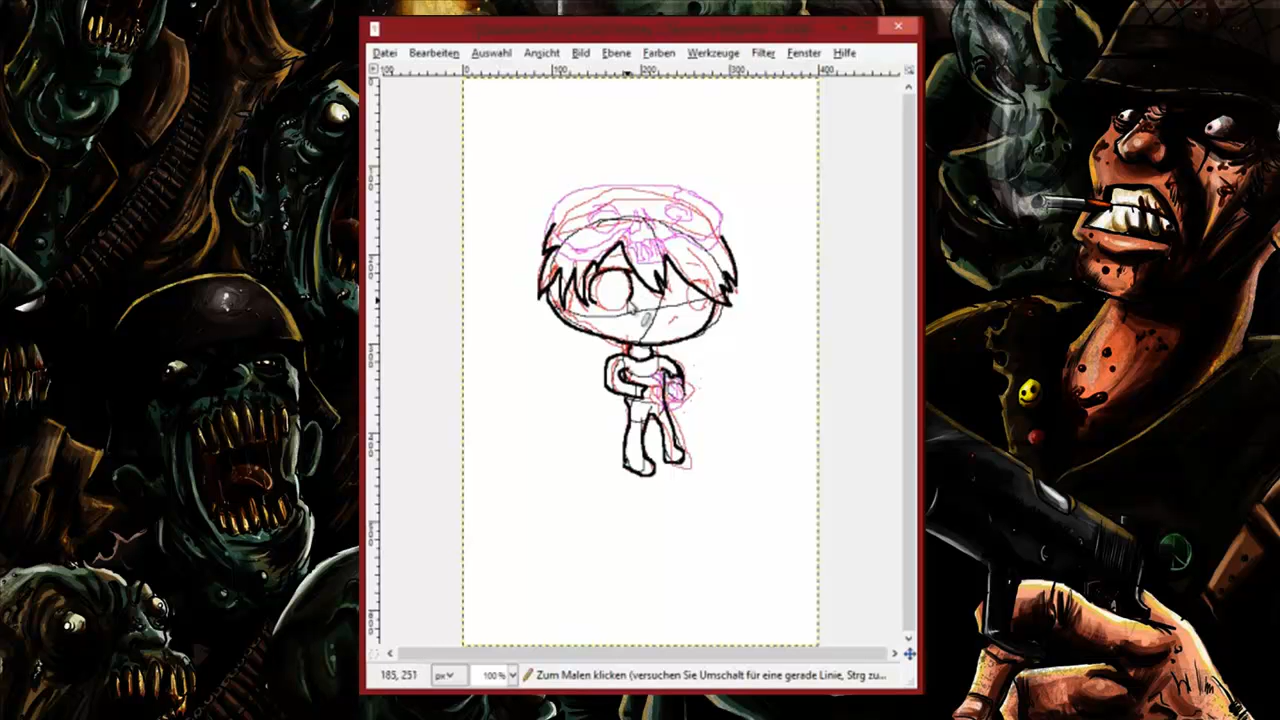 Datei Bearbeiten Auswahl Ansicht Bild Ebene Farben Werkzeuge Filter Fenster Hilfe
100 0 100 200 300 400
185, 251 px 100 % Zum Malen klicken (versuchen Sie Umschalt für eine gerade Linie, Strg zu...